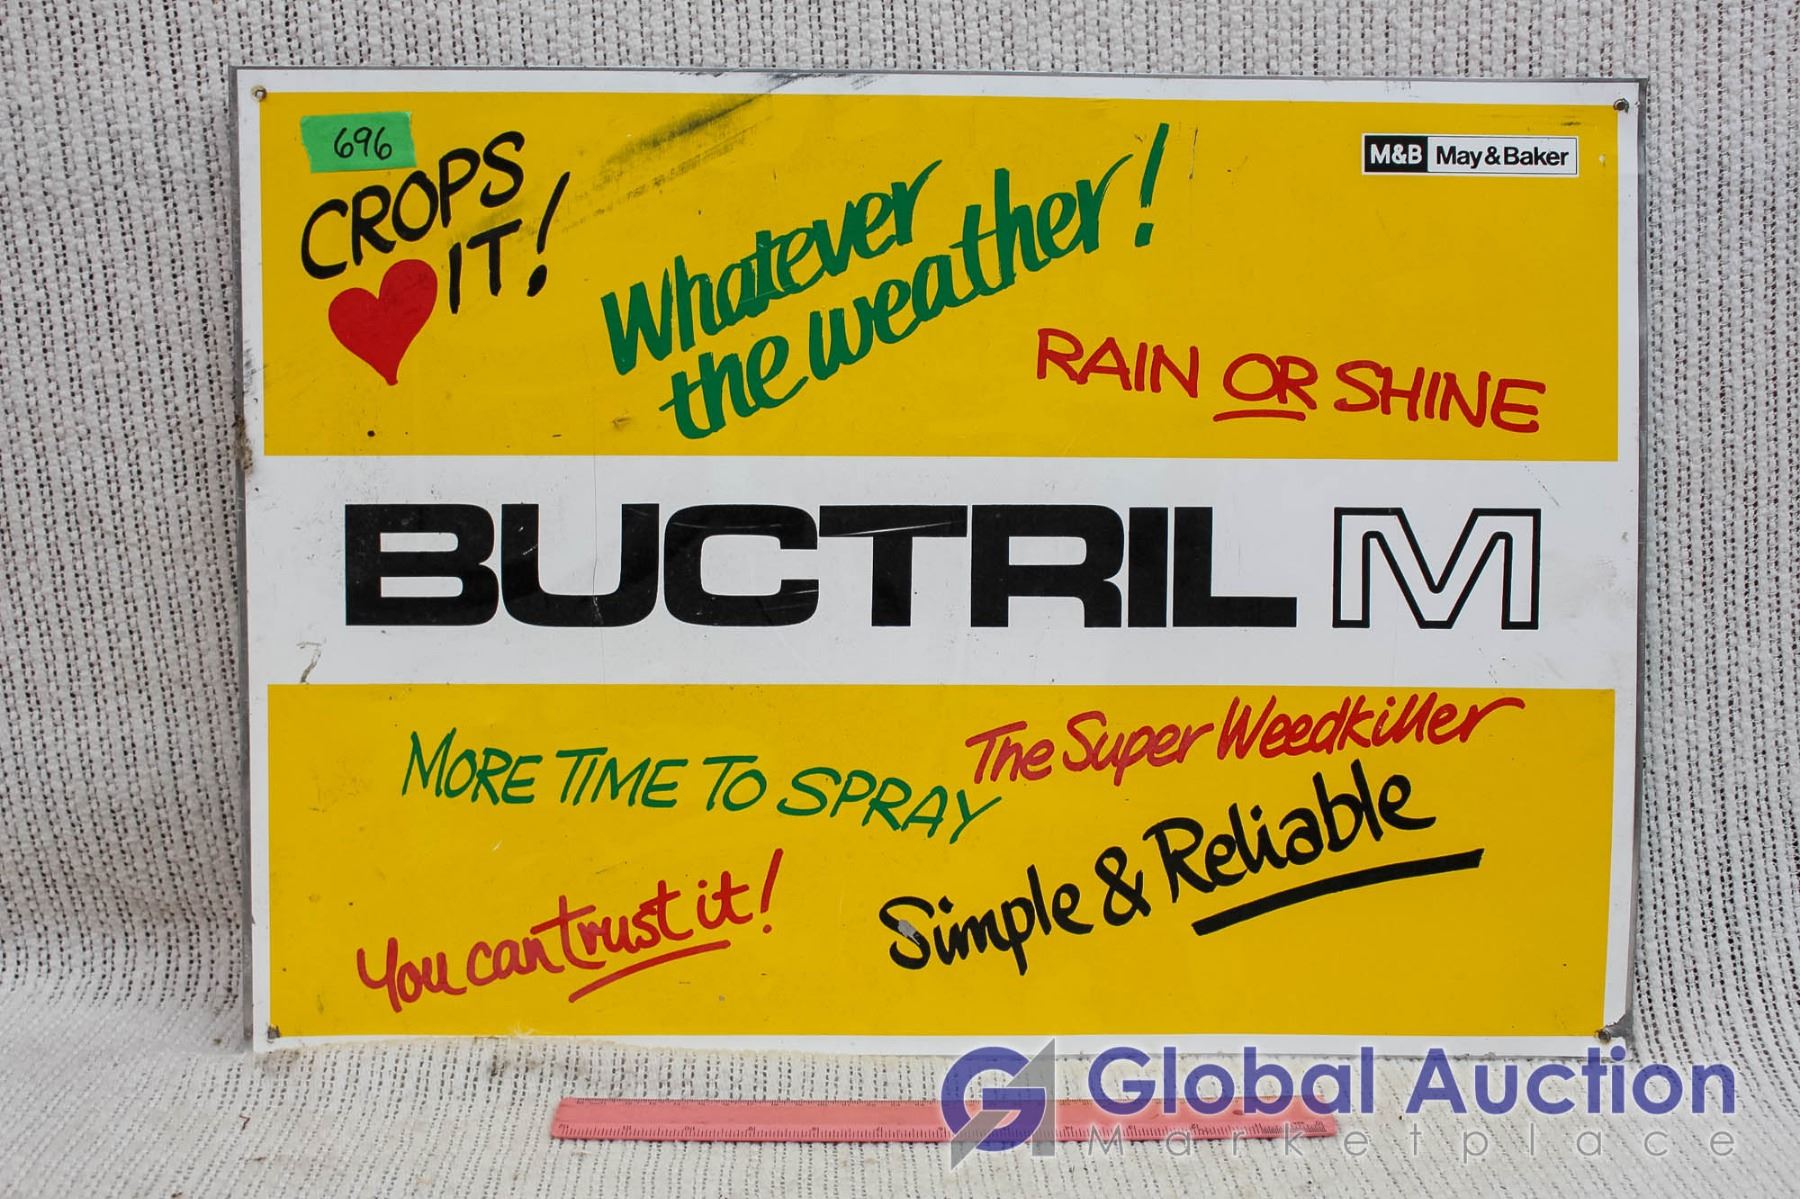 696
CROPS
IT!
Whatever
the weather!
M&B May&Baker
RAIN OR SHINE
BUCTRIL M
MORE TIME TO SPRAY
The Super Weedkiller
You can trust it!
Simple & Reliable
Global Auction
Marketplace